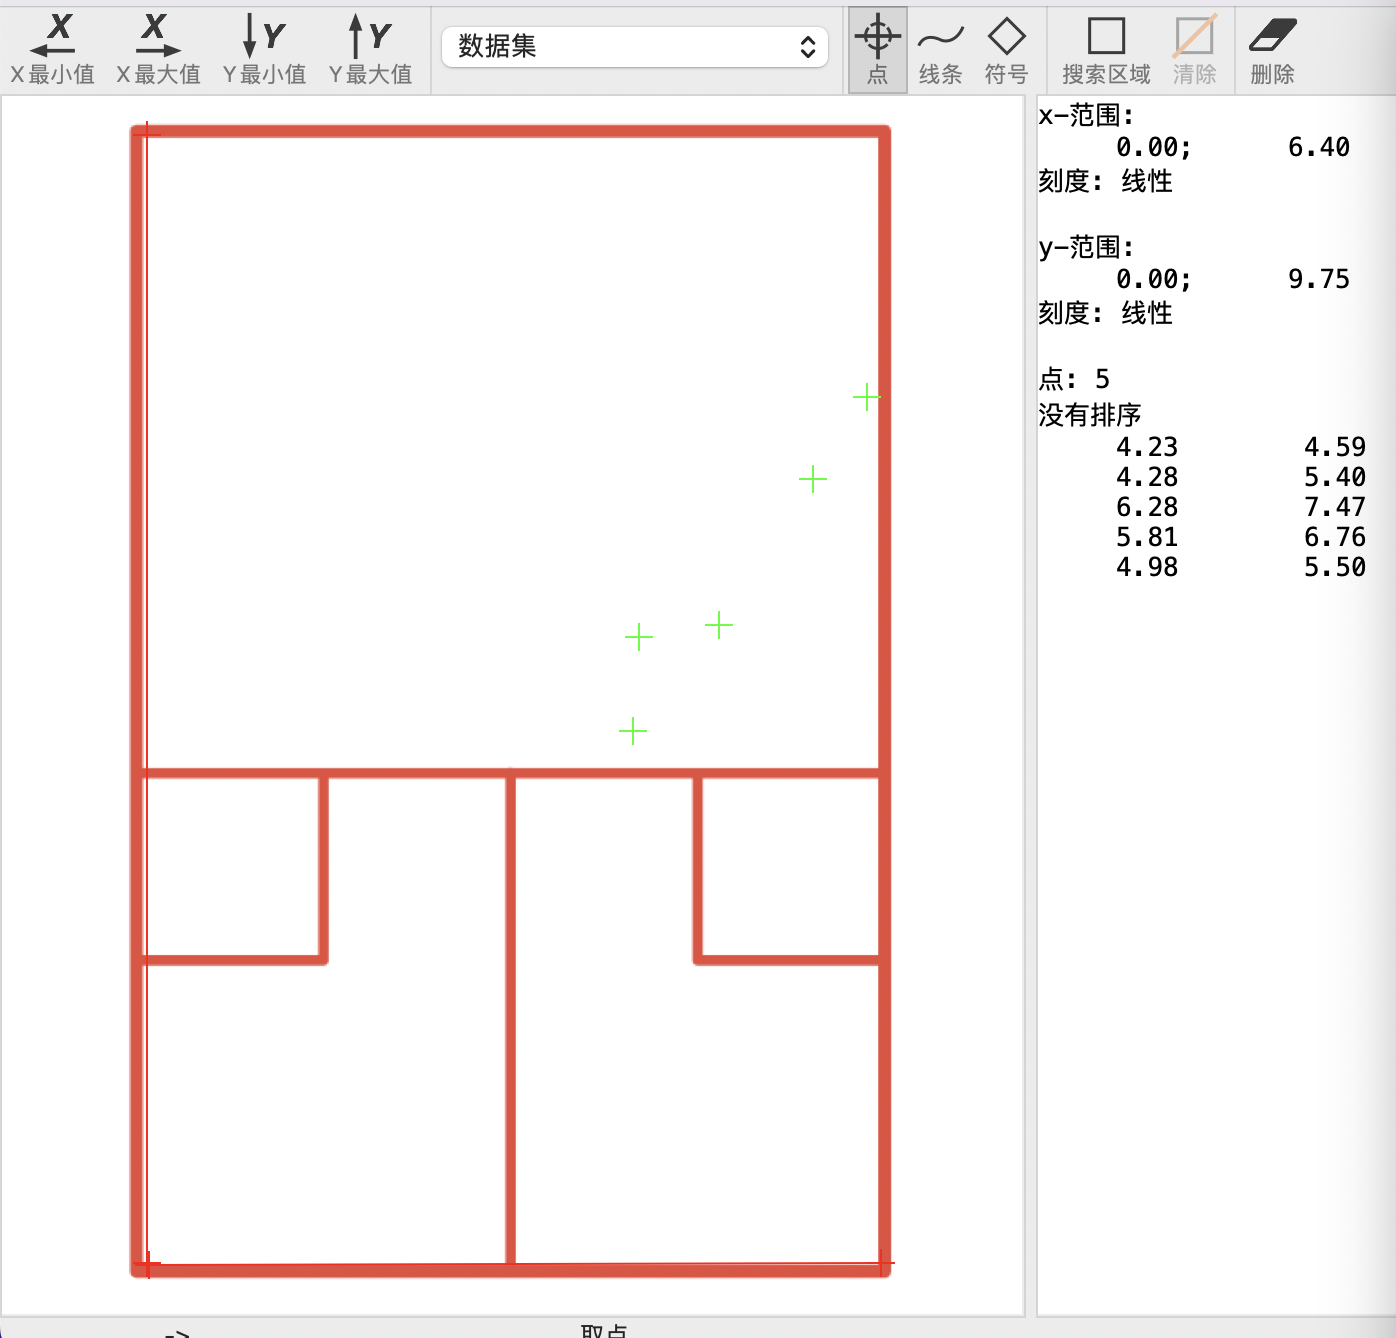 X Y Y
X最小值 X最大值 Y最小值 Y最大值 数据集 点 线条 符号 搜索区域 清除 删除
x-范围:
0.00; 6.40
刻度: 线性
y-范围:
0.00; 9.75
刻度: 线性
点: 5
没有排序
4.23 4.59
4.28 5.40
6.28 7.47
5.81 6.76
4.98 5.50
-> 取点